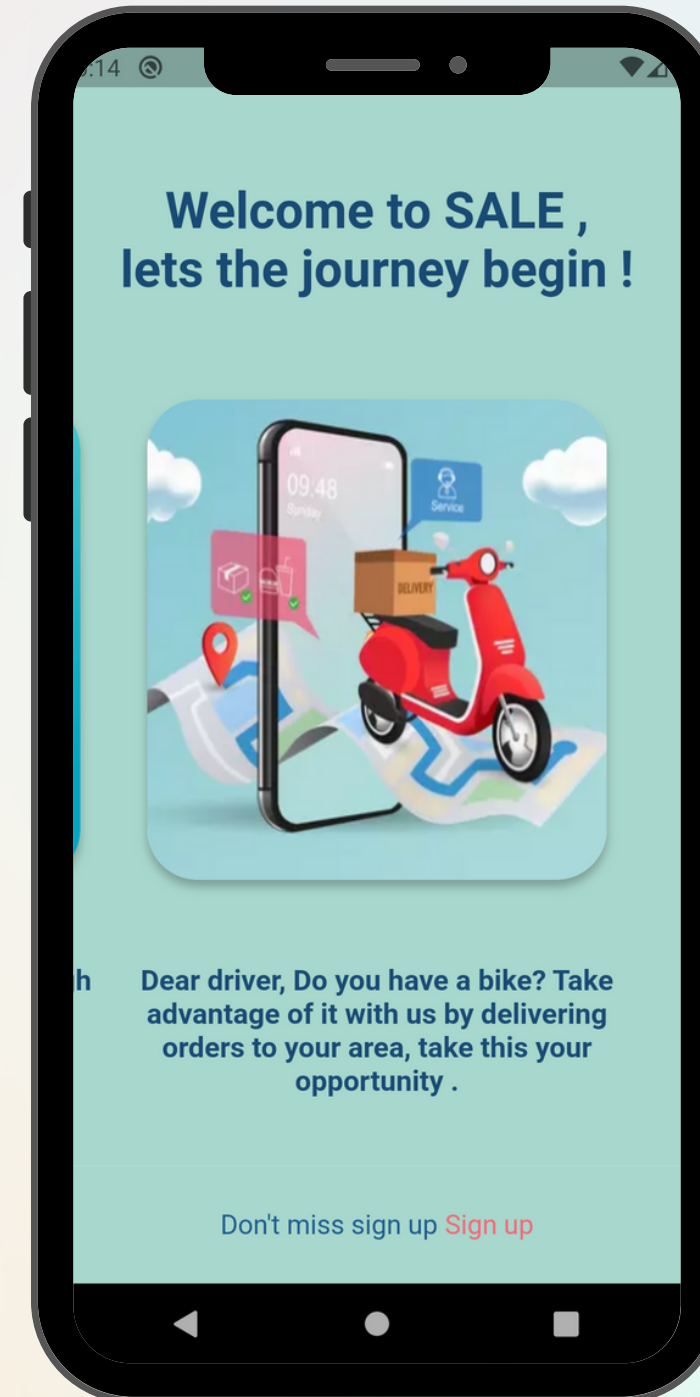 :14
Welcome to SALE ,
lets the journey begin !
09:48
Sunday
Service
DELIVERY
h
Dear driver, Do you have a bike? Take
advantage of it with us by delivering
orders to your area, take this your
opportunity .
Don't miss sign up Sign up